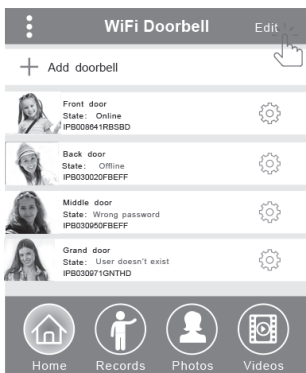 WiFi Doorbell Edit
Add doorbell
Front door
State: Online
IPB008641RBSBD
Back door
State: Offline
IPB030020FBEFF
Middle door
State: Wrong password
IPB030950FBEFF
Grand door
State: User doesn't exist
IPB030971GNTHD
Home Records Photos Videos